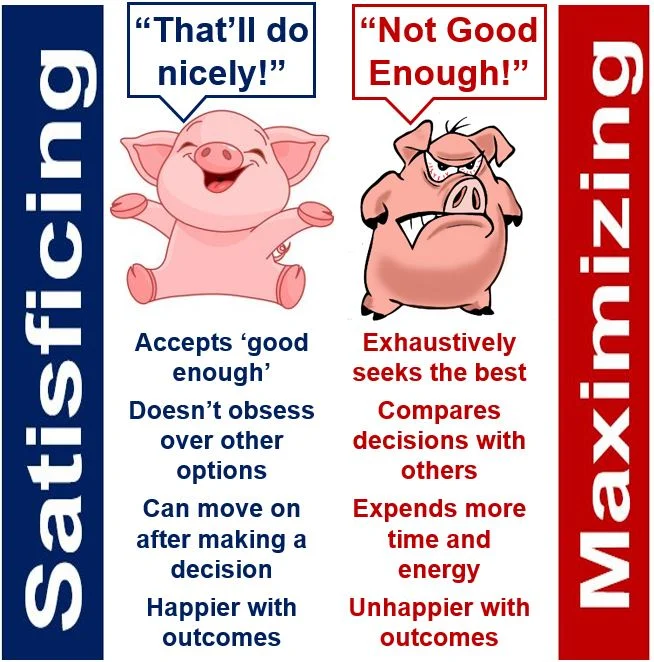 Satisficing
“That’ll do
nicely!”
Accepts ‘good
enough’
Doesn’t obsess
over other
options
Can move on
after making a
decision
Happier with
outcomes
“Not Good
Enough!”
Exhaustively
seeks the best
Compares
decisions with
others
Expends more
time and
energy
Unhappier with
outcomes
Maximizing